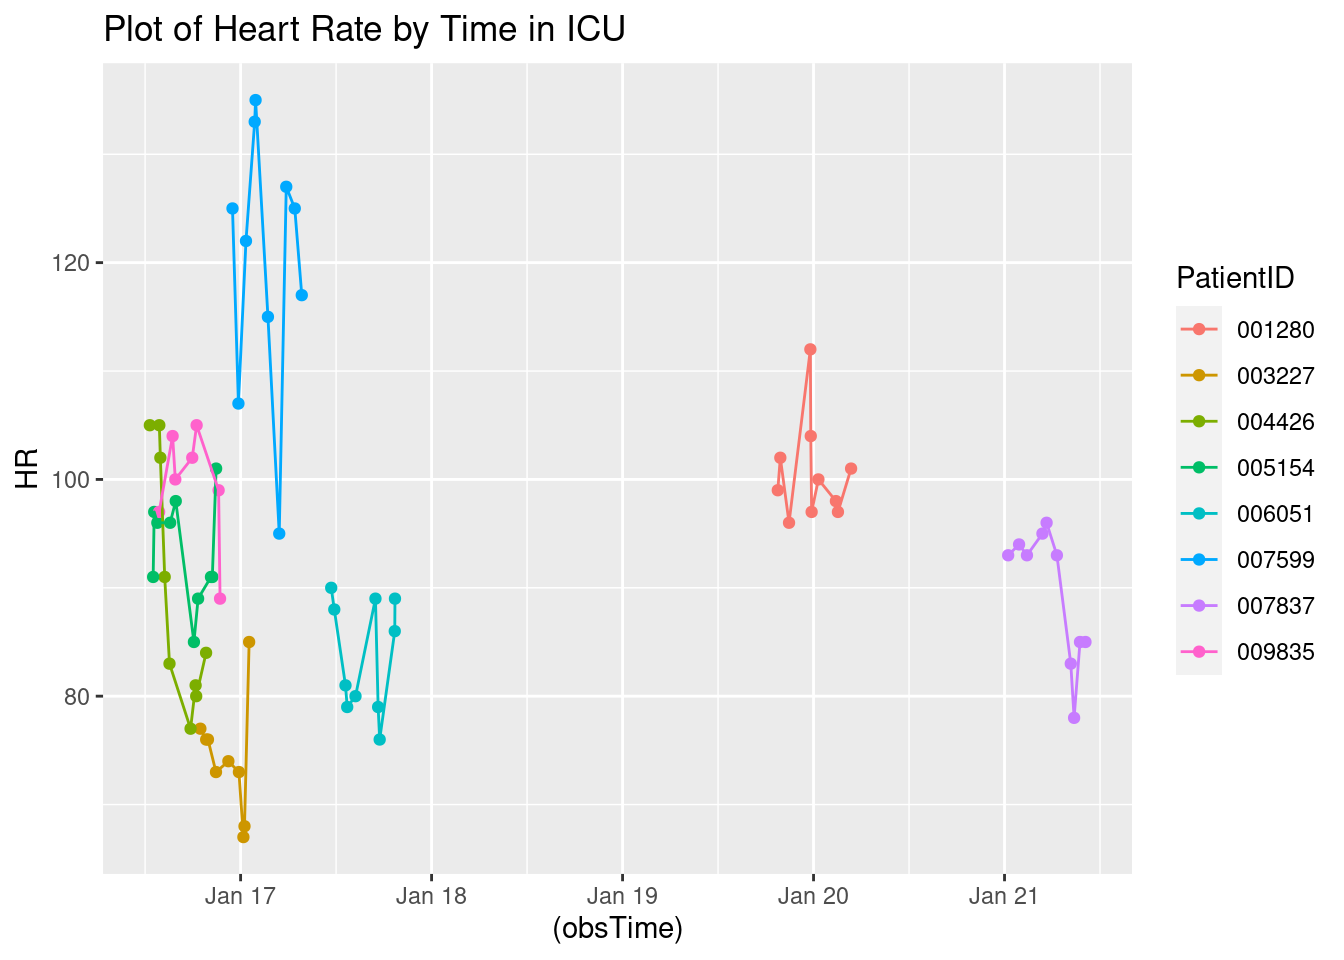 Plot of Heart Rate by Time in ICU
HR
120
100
80
Jan 17
Jan 18
Jan 19
Jan 20
Jan 21
(obsTime)
PatientID
001280
003227
004426
005154
006051
007599
007837
009835